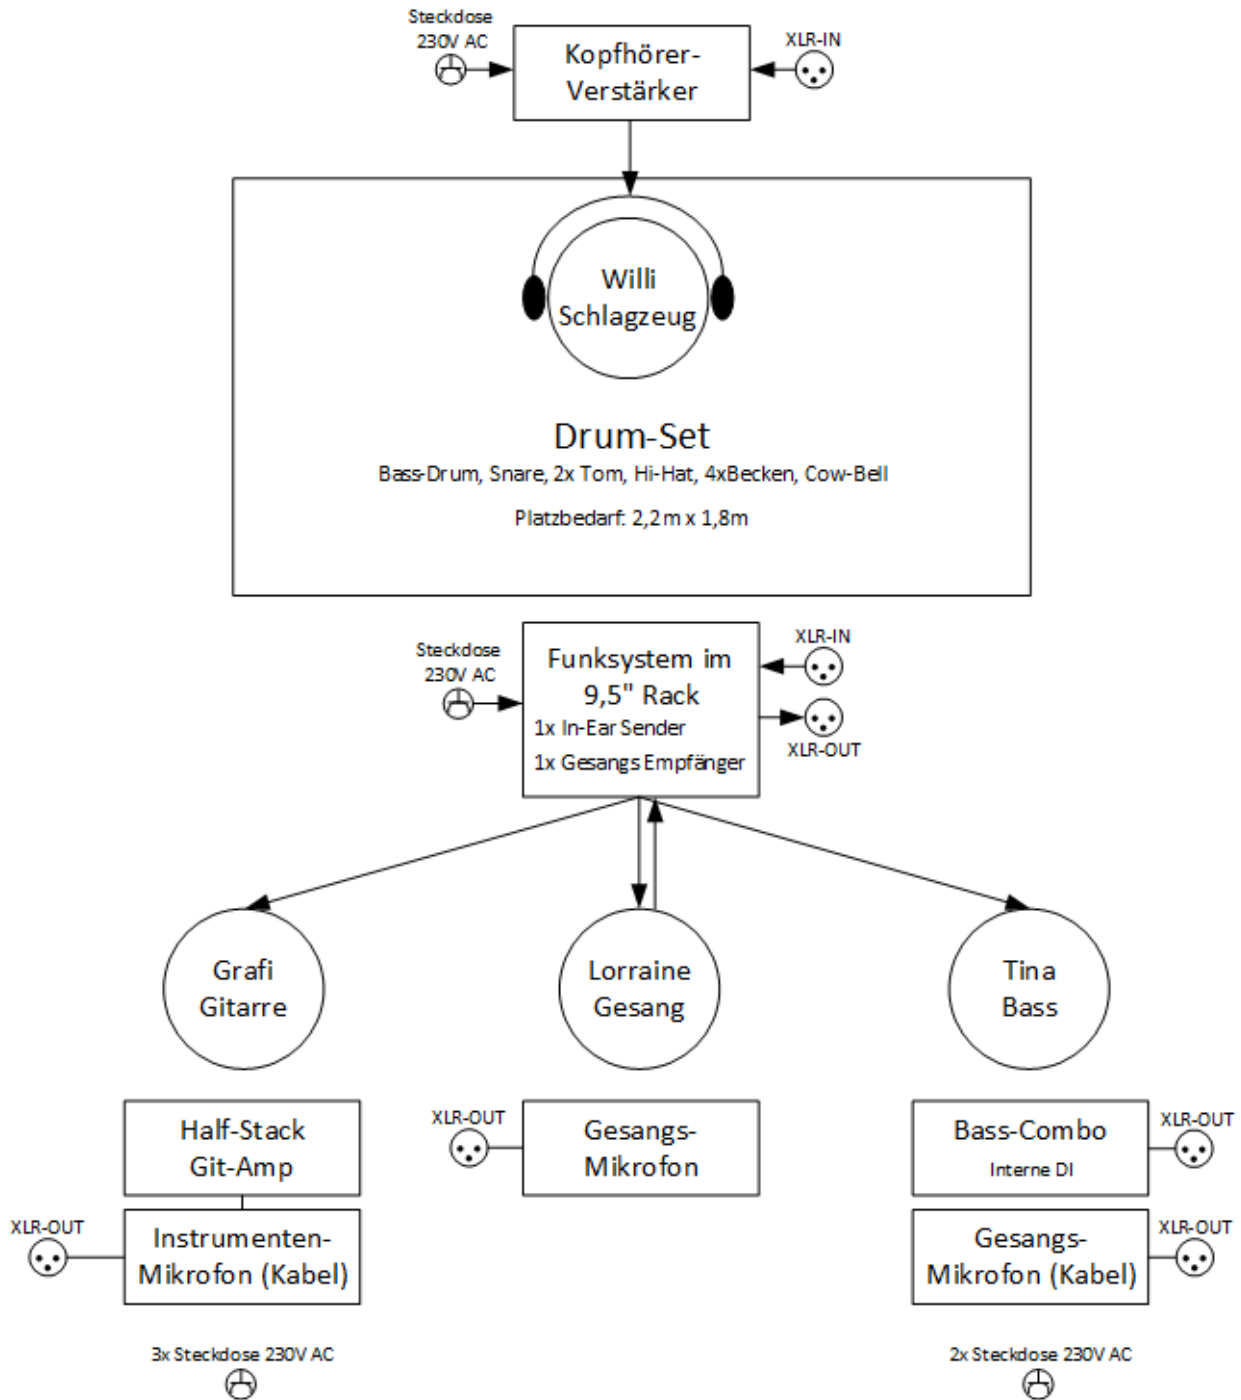 Steckdose
230V AC
Kopfhörer-
Verstärker
XLR-IN
Willi
Schlagzeug
Drum-Set
Bass-Drum, Snare, 2x Tom, Hi-Hat, 4xBecken, Cow-Bell
Platzbedarf: 2,2m x 1,8m
Steckdose
230V AC
Funksystem im
9,5" Rack
1x In-Ear Sender
1x Gesangs Empfänger
XLR-IN
XLR-OUT
Grafi
Gitarre
Lorraine
Gesang
Tina
Bass
Half-Stack
Git-Amp
XLR-OUT
Instrumenten-
Mikrofon (Kabel)
3x Steckdose 230V AC
XLR-OUT
Gesangs-
Mikrofon
Bass-Combo
Interne DI
XLR-OUT
Gesangs-
Mikrofon (Kabel)
XLR-OUT
2x Steckdose 230V AC